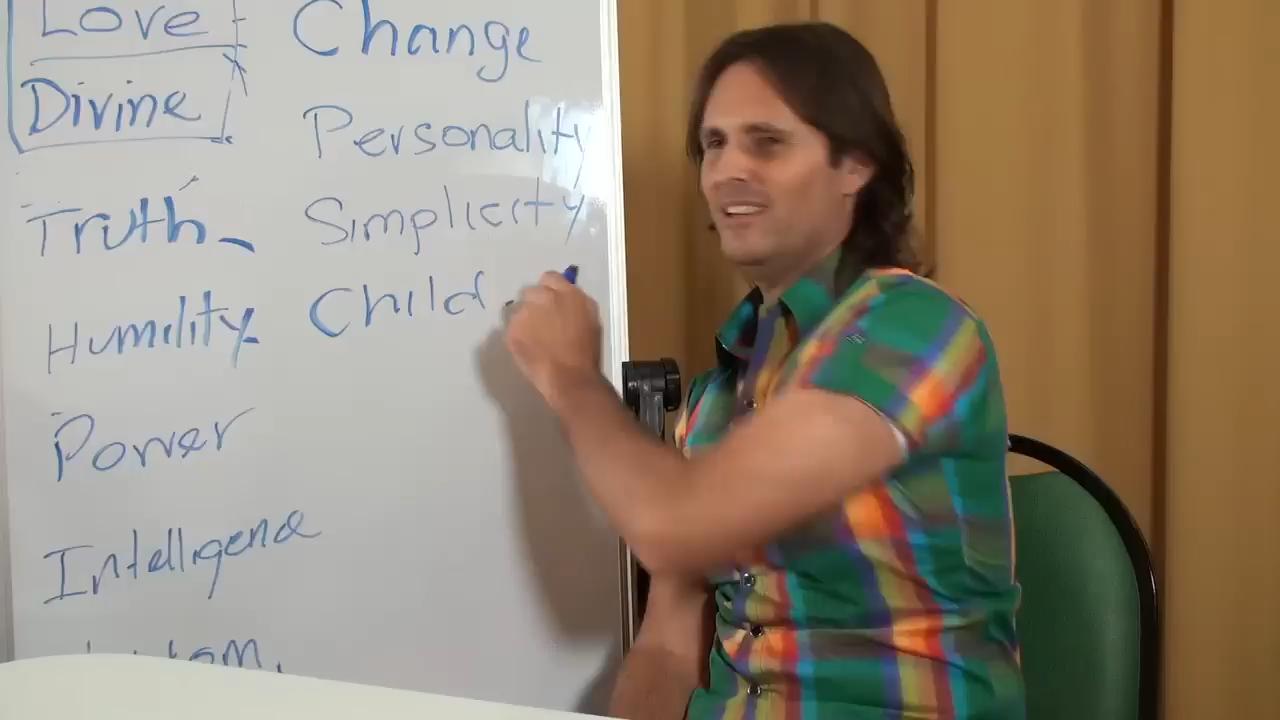 Love
Divine
Truth
Humility
Power
Intelligence
Change
Personality
Simplicity
Child